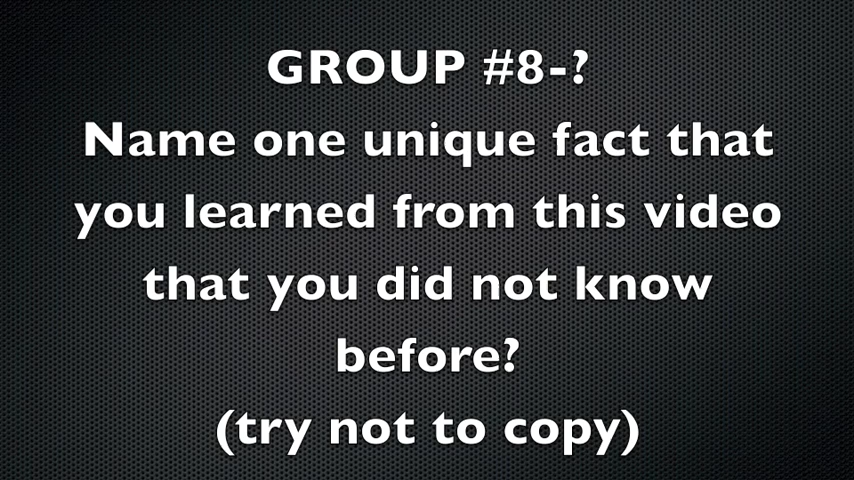 GROUP #8-?
Name one unique fact that
you learned from this video
that you did not know
before?
(try not to copy)